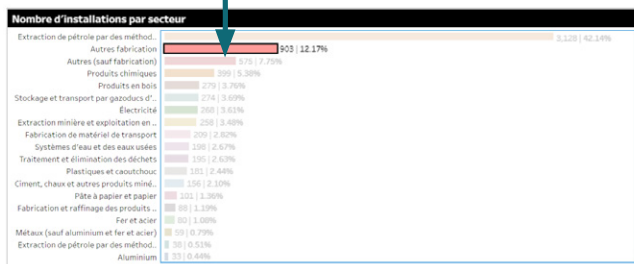 Nombre d'installations par secteur
Extraction de pétrole par des méthod.. 3,128 | 42.14%
Autres fabrication 903 | 12.17%
Autres (sauf fabrication) 575 | 7.75%
Produits chimiques 399 | 5.38%
Produits en bois 279 | 3.76%
Stockage et transport par gazoducs d'.. 274 | 3.69%
Électricité 268 | 3.61%
Extraction minière et exploitation en .. 258 | 3.48%
Fabrication de matériel de transport 209 | 2.82%
Systèmes d'eau et des eaux usées 198 | 2.67%
Traitement et élimination des déchets 195 | 2.63%
Plastiques et caoutchouc 181 | 2.44%
Ciment, chaux et autres produits miné.. 156 | 2.10%
Pâte à papier et papier 101 | 1.36%
Fabrication et raffinage des produits .. 88 | 1.19%
Fer et acier 80 | 1.08%
Métaux (sauf aluminium et fer et acier) 59 | 0.79%
Extraction de pétrole par des méthod.. 38 | 0.51%
Aluminium 33 | 0.44%